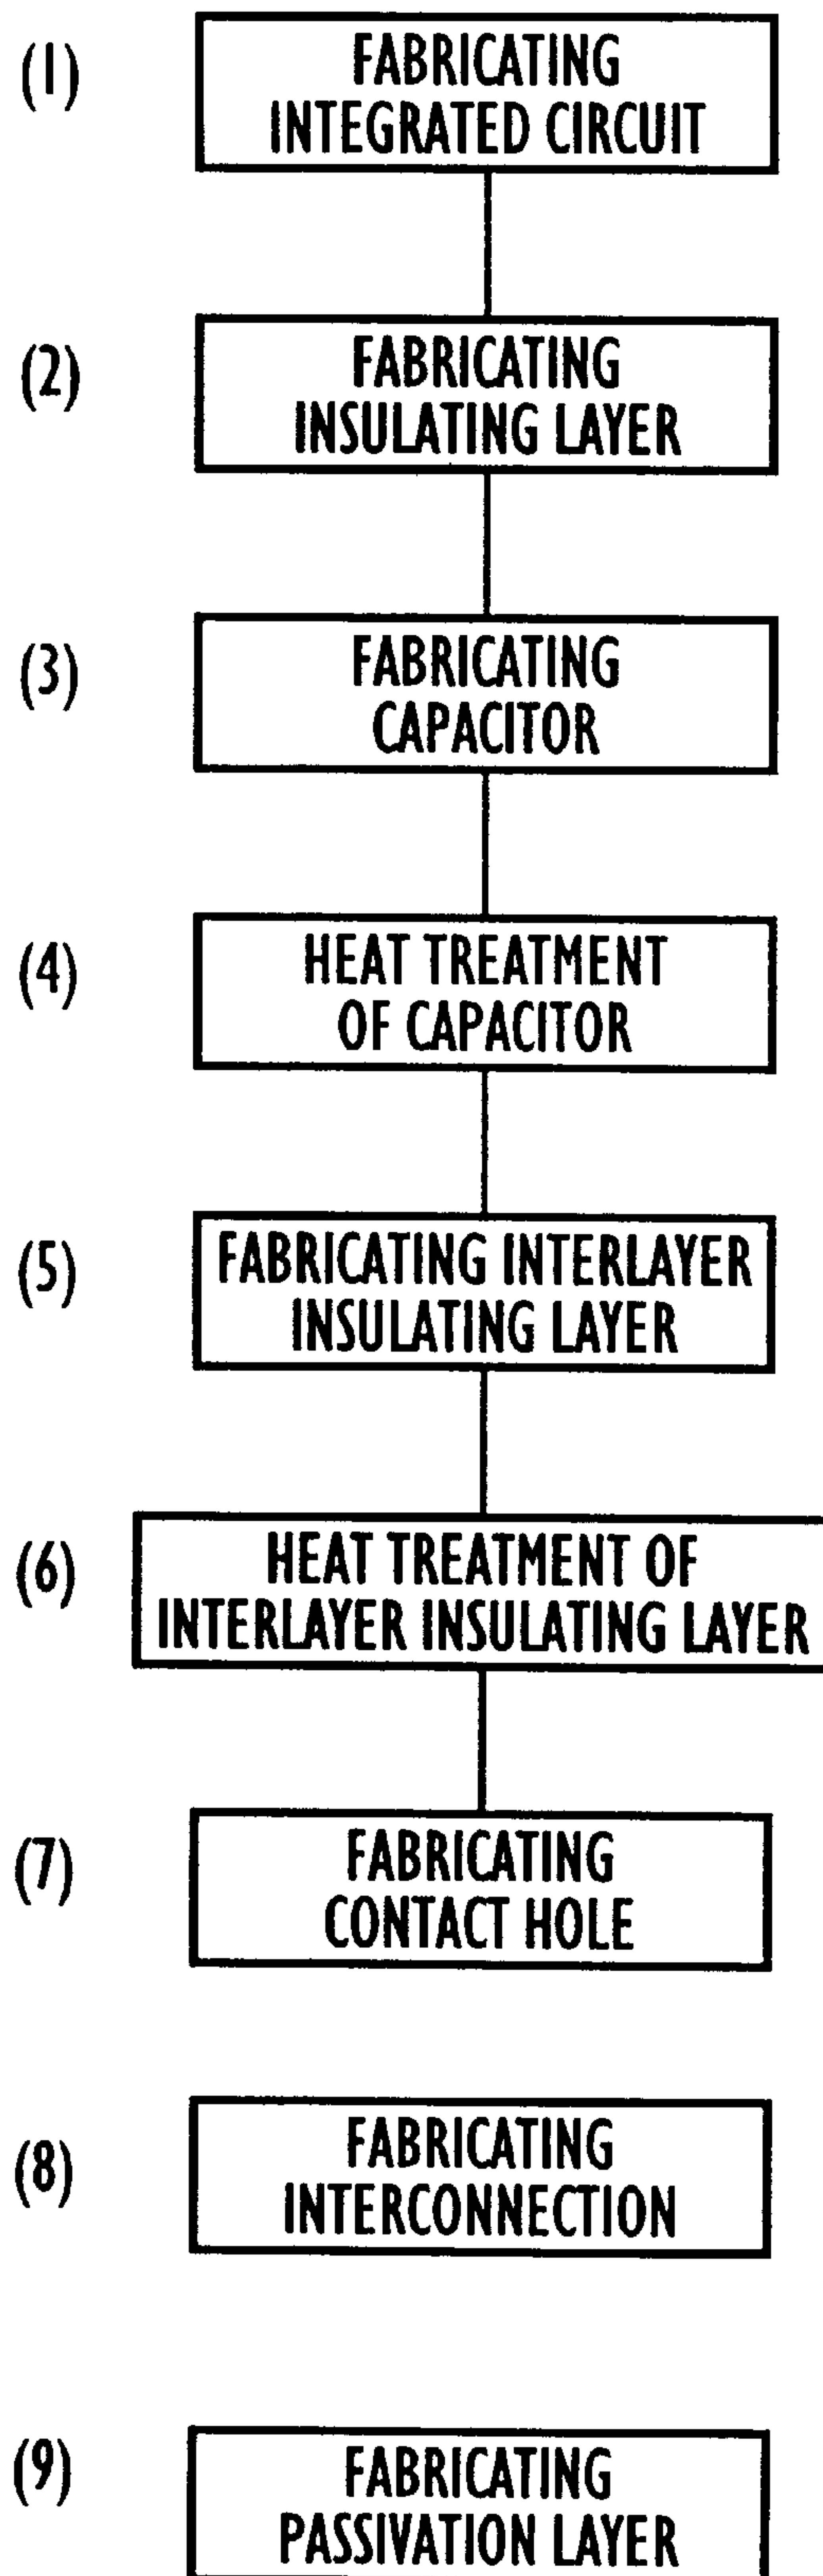 (1)
FABRICATING
INTEGRATED CIRCUIT
(2)
FABRICATING
INSULATING LAYER
(3)
FABRICATING
CAPACITOR
(4)
HEAT TREATMENT
OF CAPACITOR
(5)
FABRICATING INTERLAYER
INSULATING LAYER
(6)
HEAT TREATMENT OF
INTERLAYER INSULATING LAYER
(7)
FABRICATING
CONTACT HOLE
(8)
FABRICATING
INTERCONNECTION
(9)
FABRICATING
PASSIVATION LAYER